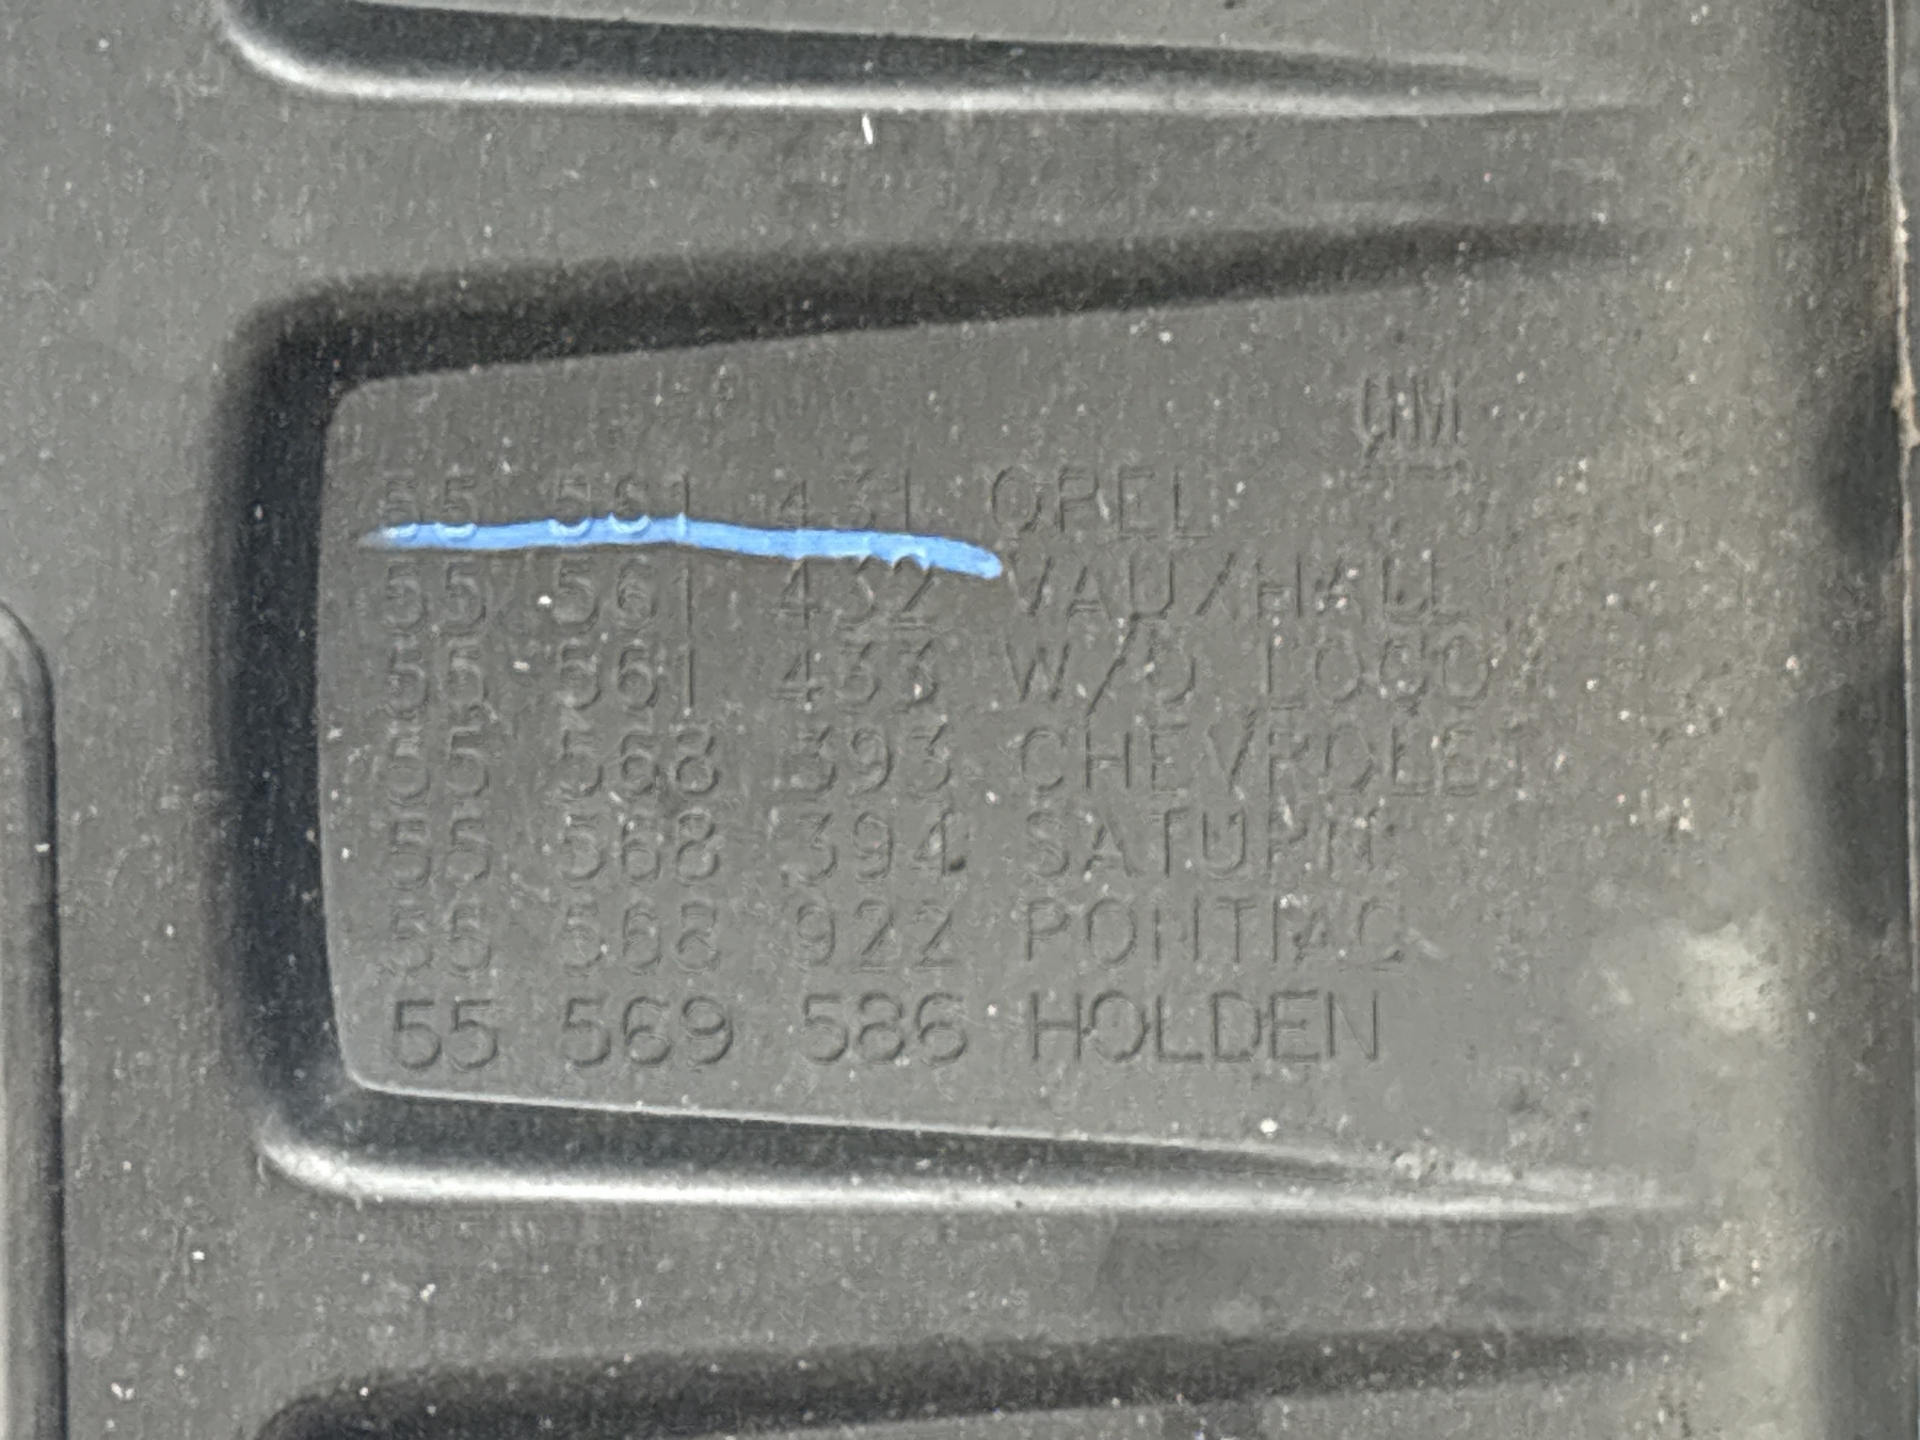 GM
55 561 431 OPEL
55 561 432 VAUXHALL
55 561 433 W/O LOGO
55 568 393 CHEVROLET
55 568 394 SATURN
55 568 922 PONTIAC
55 569 586 HOLDEN